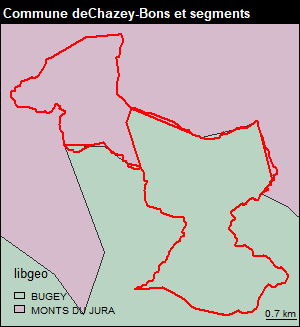 Commune deChazey-Bons et segments
libgeo
BUGEY
MONTS DU JURA
0.7 km